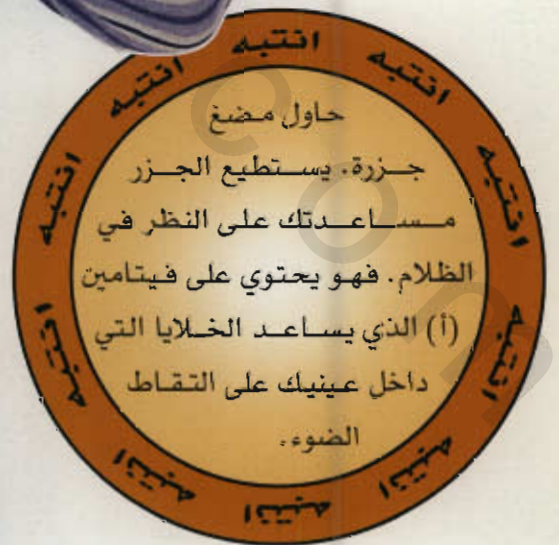 انتبه انتبه انتبه انتبه انتبه انتبه انتبه انتبه انتبه انتبه
حاول مضغ
جزرة. يستطيع الجزر
مساعدتك على النظر في
الظلام. فهو يحتوي على فيتامين
(أ) الذي يساعد الخلايا التي
داخل عينيك على التقاط
الضوء.
com